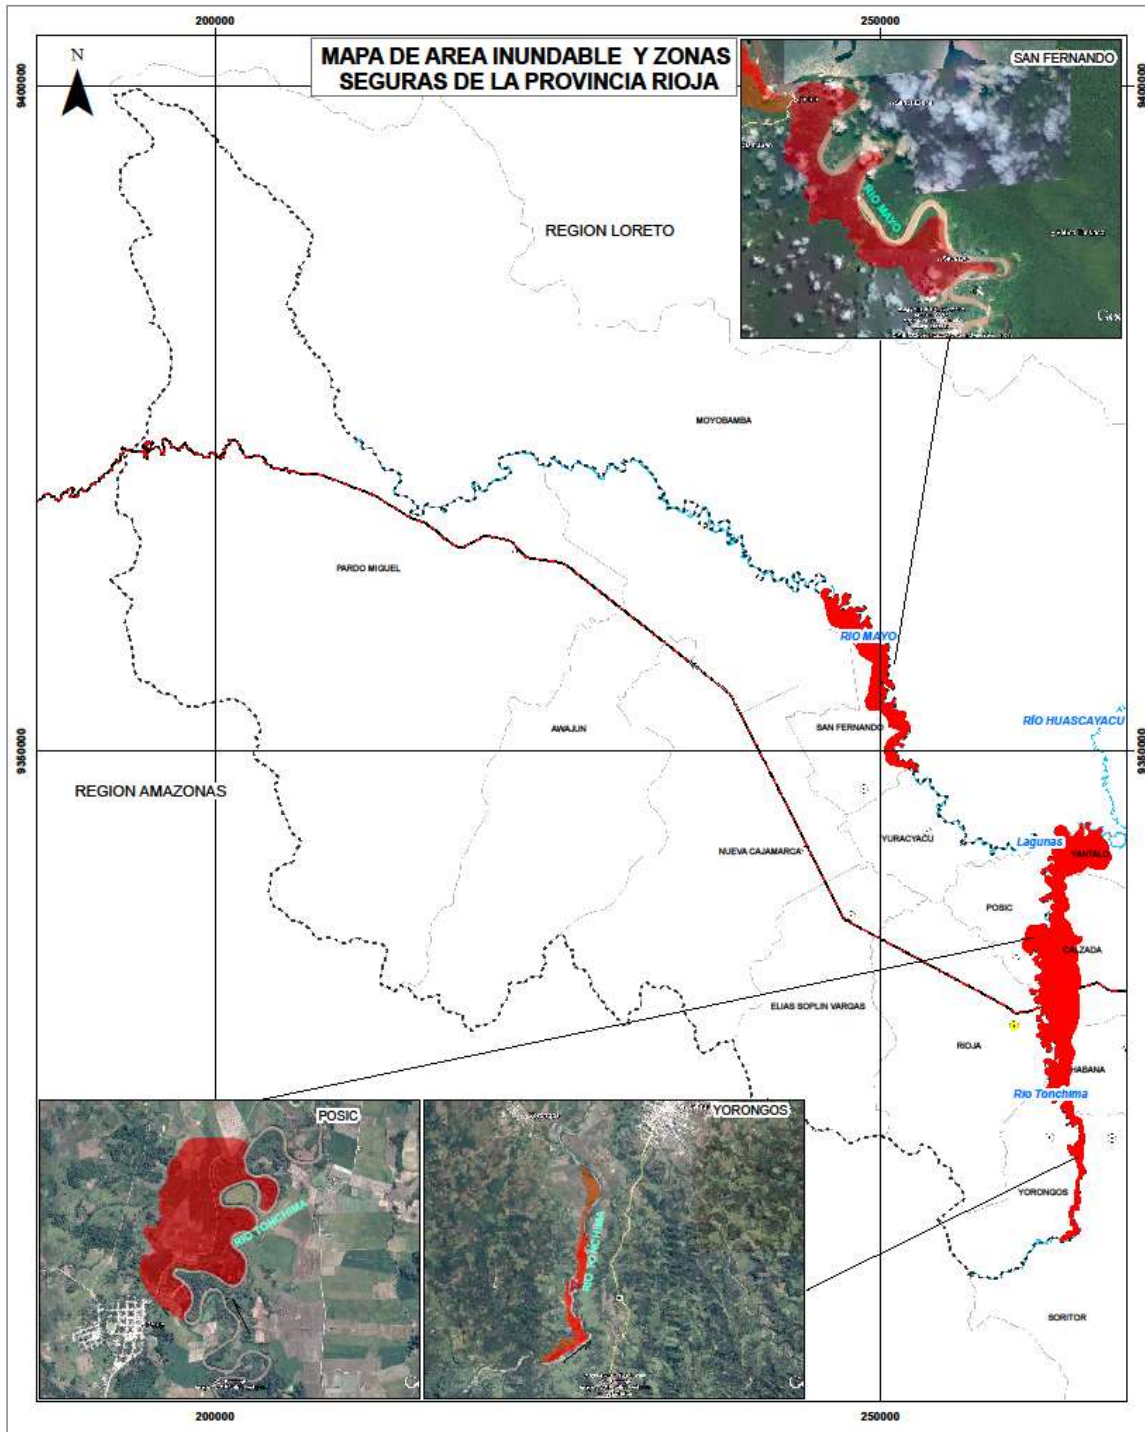 200000
250000
N
MAPA DE AREA INUNDABLE Y ZONAS
SEGURAS DE LA PROVINCIA RIOJA
SAN FERNANDO
9400000
9400000
RIO MAYO
REGION LORETO
MOYOBAMBA
PARDO MIGUEL
RIO MAYO
RÍO HUASCAYACU
AWAJUN
SAN FERNANDO
9350000
9350000
REGION AMAZONAS
YURACYACU
Lagunas
NUEVA CAJAMARCA
YANTALO
POSIC
CALZADA
ELIAS SOPLIN VARGAS
RIOJA
HABANA
Rio Tonchima
POSIC
YORONGOS
YORONGOS
RIO TONCHIMA
RIO TONCHIMA
SORITOR
200000
250000